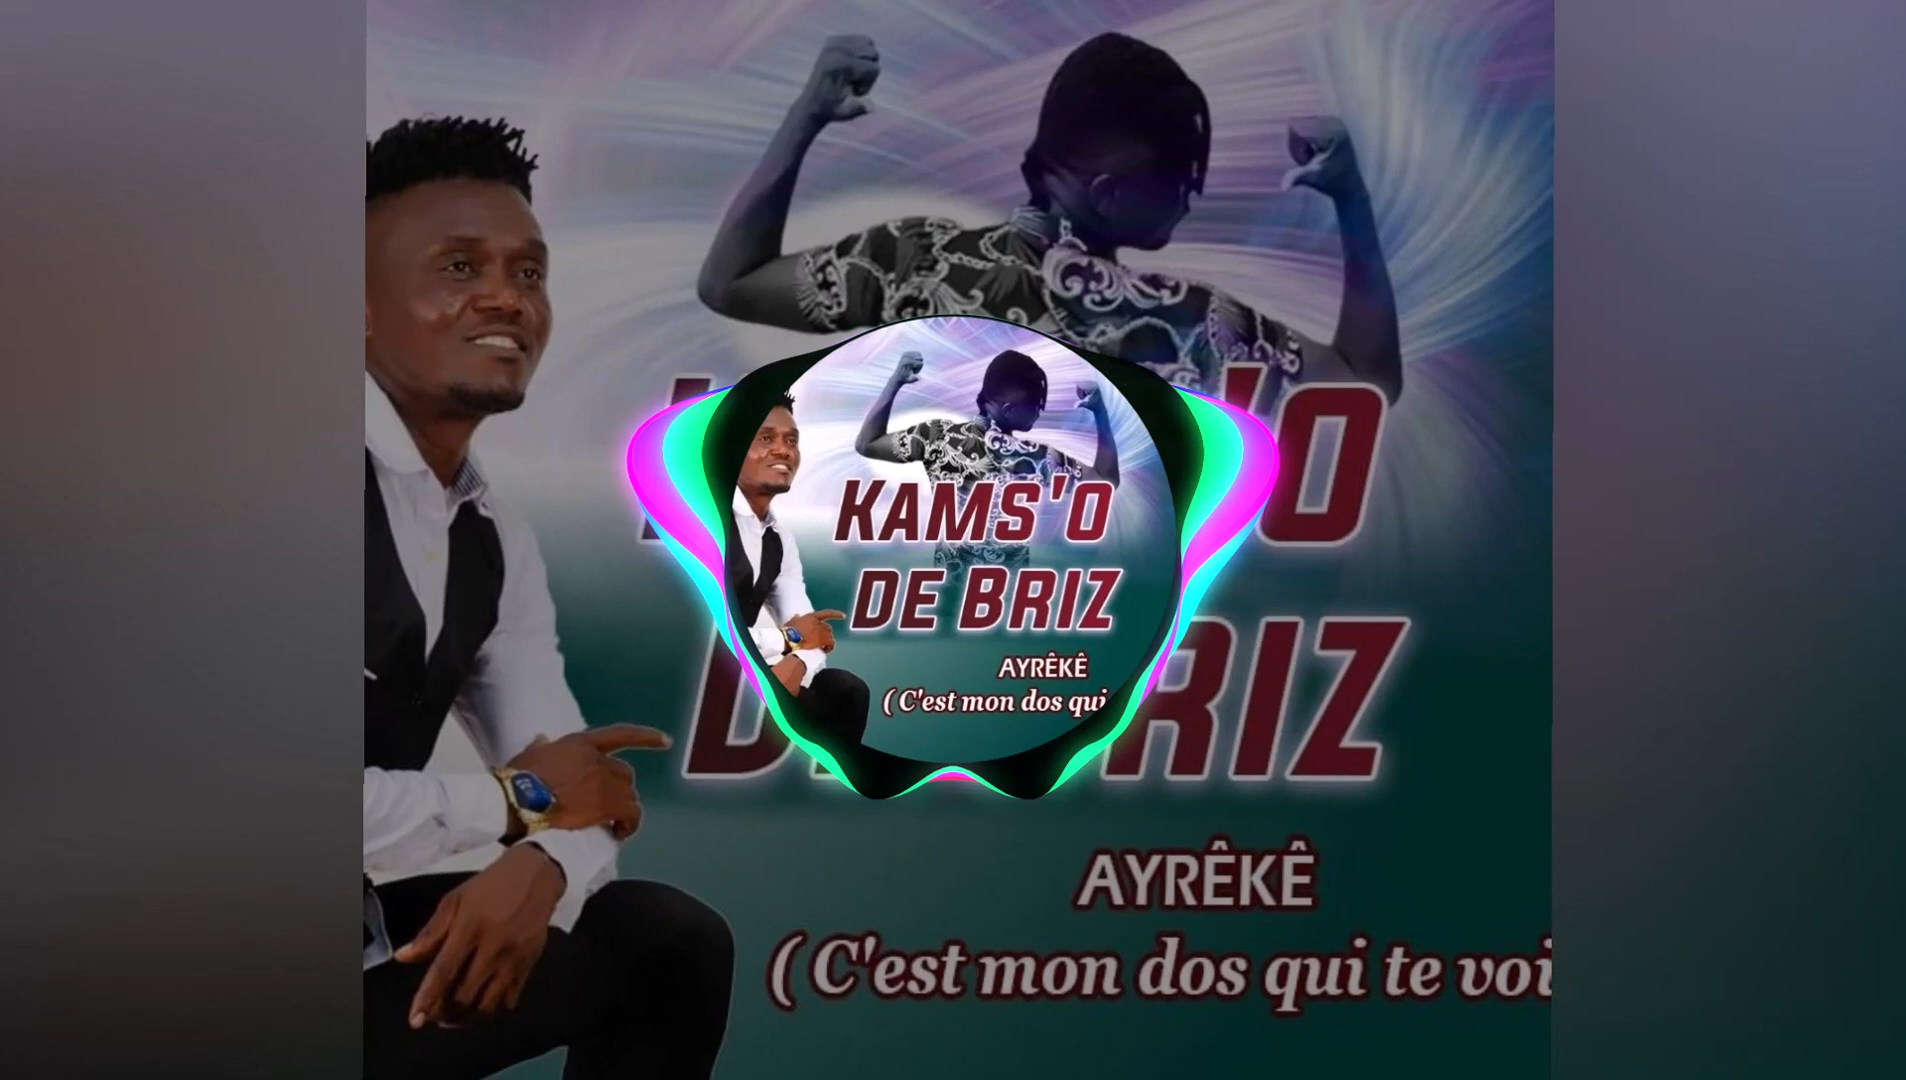 KAMS'O
DE BRIZ
AYRÊKÊ
( C'est mon dos qui
'O
RIZ
AYRÊKÊ
( C'est mon dos qui te voi